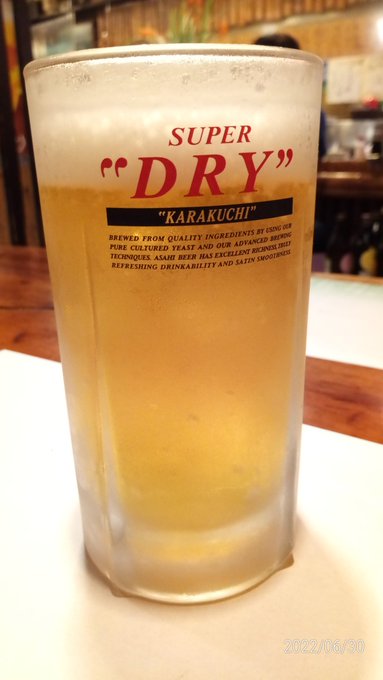 SUPER
"DRY"
"KARAKUCHI"
BREWED FROM QUALITY INGREDIENTS BY USING OUR
PURE CULTURED YEAST AND OUR ADVANCED BREWING
TECHNIQUES. ASAHI BEER HAS EXCELLENT RICHNESS, TRULY
REFRESHING DRINKABILITY AND SATIN SMOOTHNESS.
2022/06/30